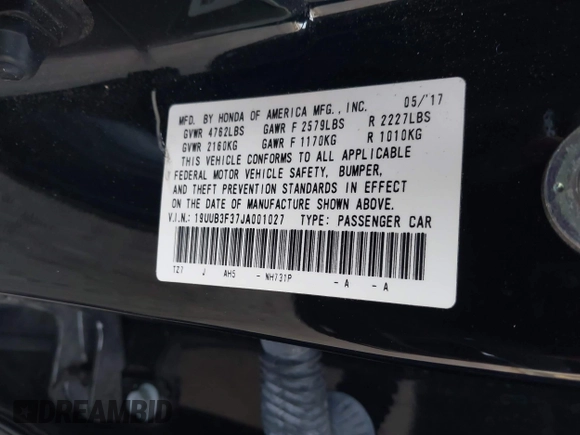 MFD. BY HONDA OF AMERICA MFG., INC. 05/'17
GVWR 4762LBS GAWR F 2579LBS R 2227LBS
GVWR 2160KG GAWR F 1170KG R 1010KG
THIS VEHICLE CONFORMS TO ALL APPLICABLE
FEDERAL MOTOR VEHICLE SAFETY, BUMPER,
AND THEFT PREVENTION STANDARDS IN EFFECT
ON THE DATE OF MANUFACTURE SHOWN ABOVE.
V.I.N.: 19UUB3F37JA001027 TYPE: PASSENGER CAR
TZ7 J AH5 - NH731P - A - A
DREAMBID